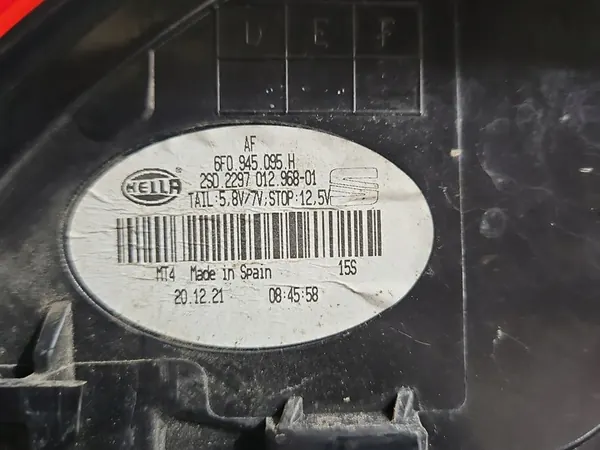 D E F
AF
6F0.945.095.H
HELLA
2SD.2297 012.968-01
TAIL:5.8V/7V,STOP:12.5V
MT4 Made in Spain 15S
20.12.21 08:45:58